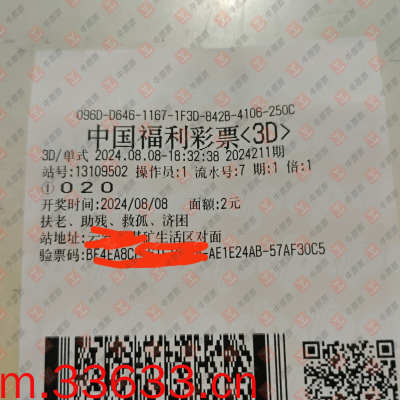 096D-D646-1167-1F3D-842B-4106-250C
中国福利彩票<3D>
3D/单式 2024.08.08-18:32:38 2024211期
站号:13109502 操作员:1 流水号:7 期:1 倍:1
①020
开奖时间:2024/08/08 面额:2元
扶老、助残、救孤、济困
站地址: 矿生活区对面
验票码: -AE1E24AB-57AF30C5
m.33633.cn